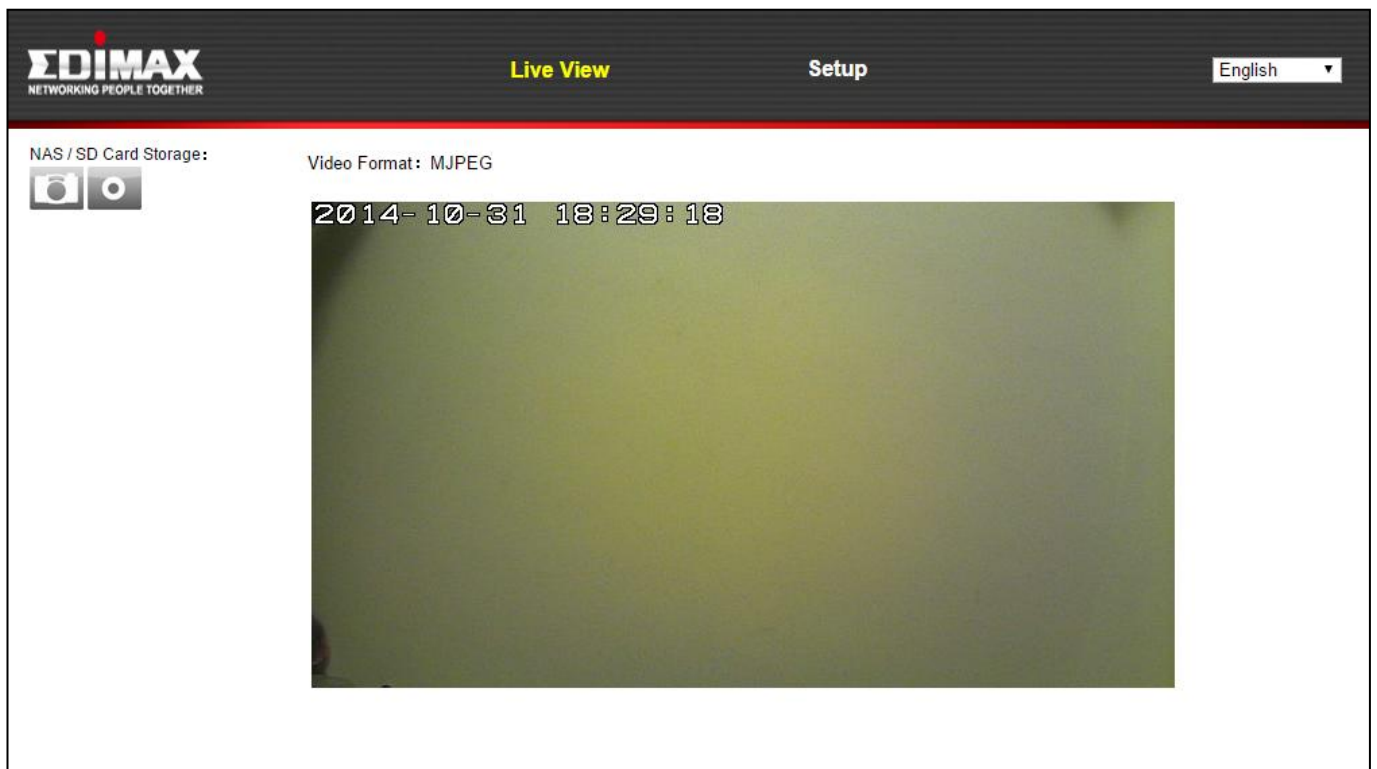 EDIMAX
NETWORKING PEOPLE TOGETHER
Live View
Setup
English
NAS / SD Card Storage:
Video Format: MJPEG
2014-10-31 18:29:18